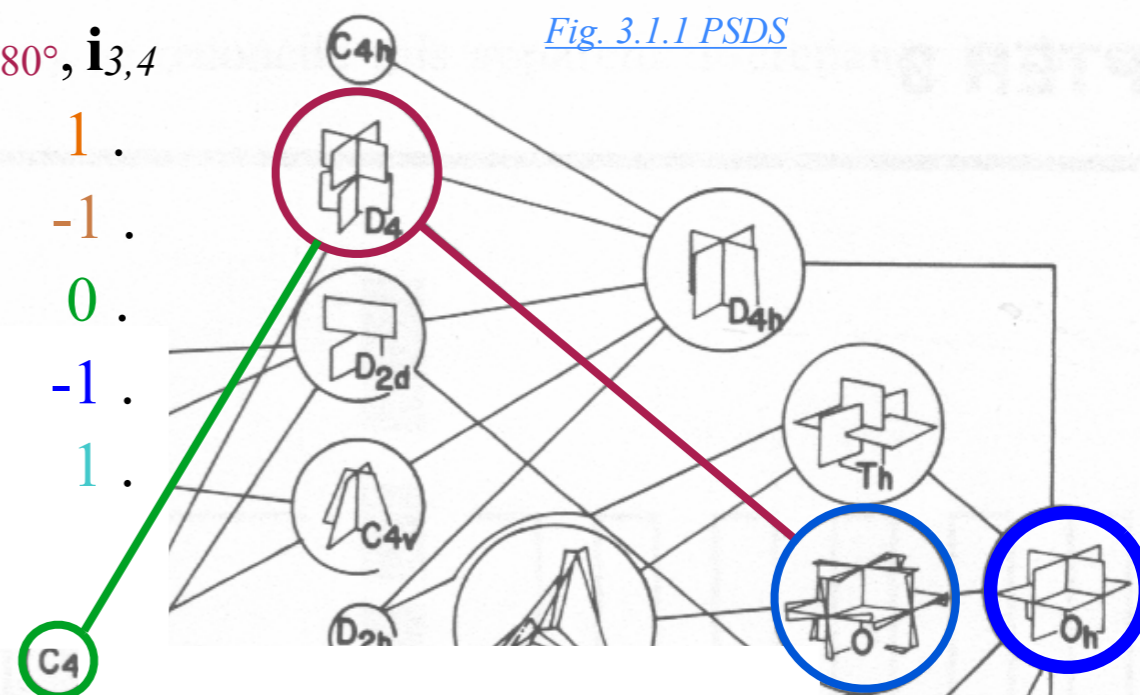 Fig. 3.1.1 PSDS
80°, i3,4
1 .
-1 .
0 .
-1 .
1 .
C4h
D4
D4h
D2d
Th
C4v
D2h
O
Oh
C4